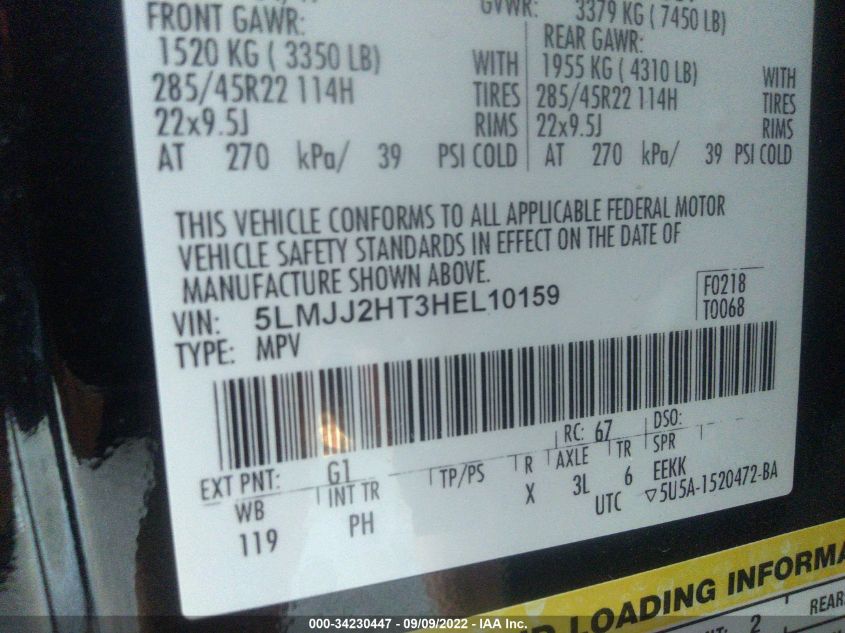 FRONT GAWR:
1520 KG ( 3350 LB)
285/45R22 114H
22x9.5J
AT 270 kPa/ 39
WITH
TIRES
RIMS
PSI COLD
GVWR: 3379 KG ( 7450 LB)
REAR GAWR:
1955 KG ( 4310 LB)
285/45R22 114H
22x9.5J
AT 270 kPa/ 39
WITH
TIRES
RIMS
PSI COLD
THIS VEHICLE CONFORMS TO ALL APPLICABLE FEDERAL MOTOR
VEHICLE SAFETY STANDARDS IN EFFECT ON THE DATE OF
MANUFACTURE SHOWN ABOVE.
VIN: 5LMJJ2HT3HEL10159
TYPE: MPV
F0218
T0068
EXT PNT: G1 RC: 67 DSO:
WB INT TR TP/PS R AXLE TR SPR
119 PH X 3L 6 EEKK
UTC ▽5U5A-1520472-BA
LOADING INFORMA
2 REAR
000-34230447 - 09/09/2022 - IAA Inc.